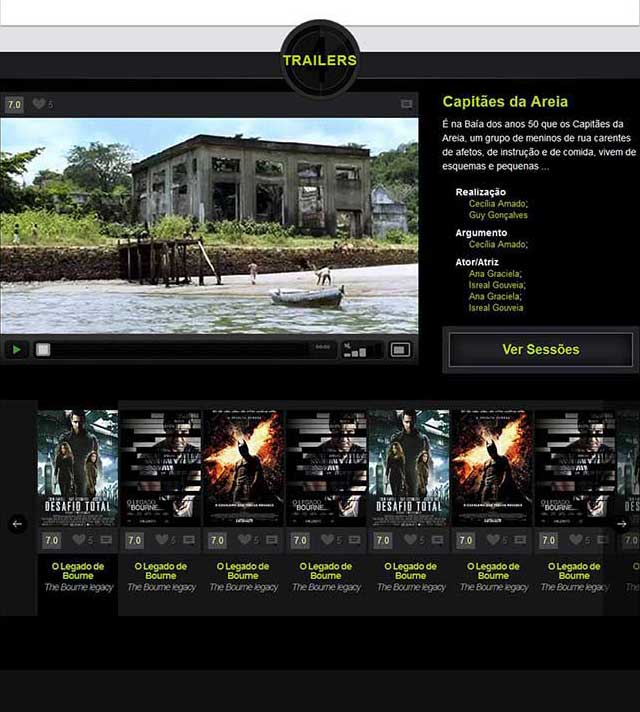 TRAILERS
7.0 5
Capitães da Areia
É na Baía dos anos 50 que os Capitães da
Areia, um grupo de meninos de rua carentes
de afetos, de instrução e de comida, vivem de
esquemas e pequenas ...
Realização
Cecília Amado;
Guy Gonçalves
Argumento
Cecília Amado;
Ator/Atriz
Ana Graciela;
Isreal Gouveia;
Ana Graciela;
Isreal Gouveia
00:00
Ver Sessões
DESAFIO TOTAL
O LEGADO
BOURNE
DESAFIO TOTAL
O LEGADO
BOURNE
7.0 5 7.0 5 7.0 5 7.0 5 7.0 5 7.0 5 7.0 5 7.0
O Legado de O Legado de O Legado de O Legado de O Legado de O Legado de O Legado de
Bourne Bourne Bourne Bourne Bourne Bourne Bourne
The Bourne legacy The Bourne legacy The Bourne legacy The Bourne legacy The Bourne legacy The Bourne legacy The Bourne legacy